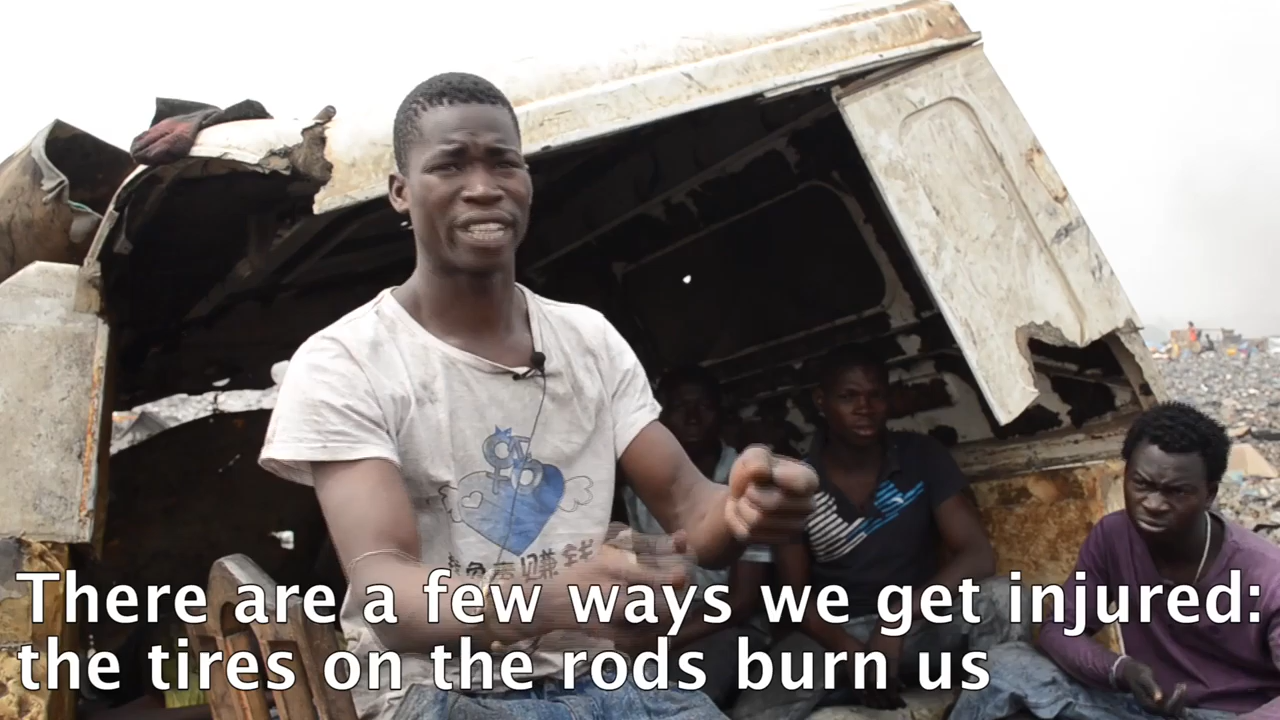 There are a few ways we get injured:
the tires on the rods burn us